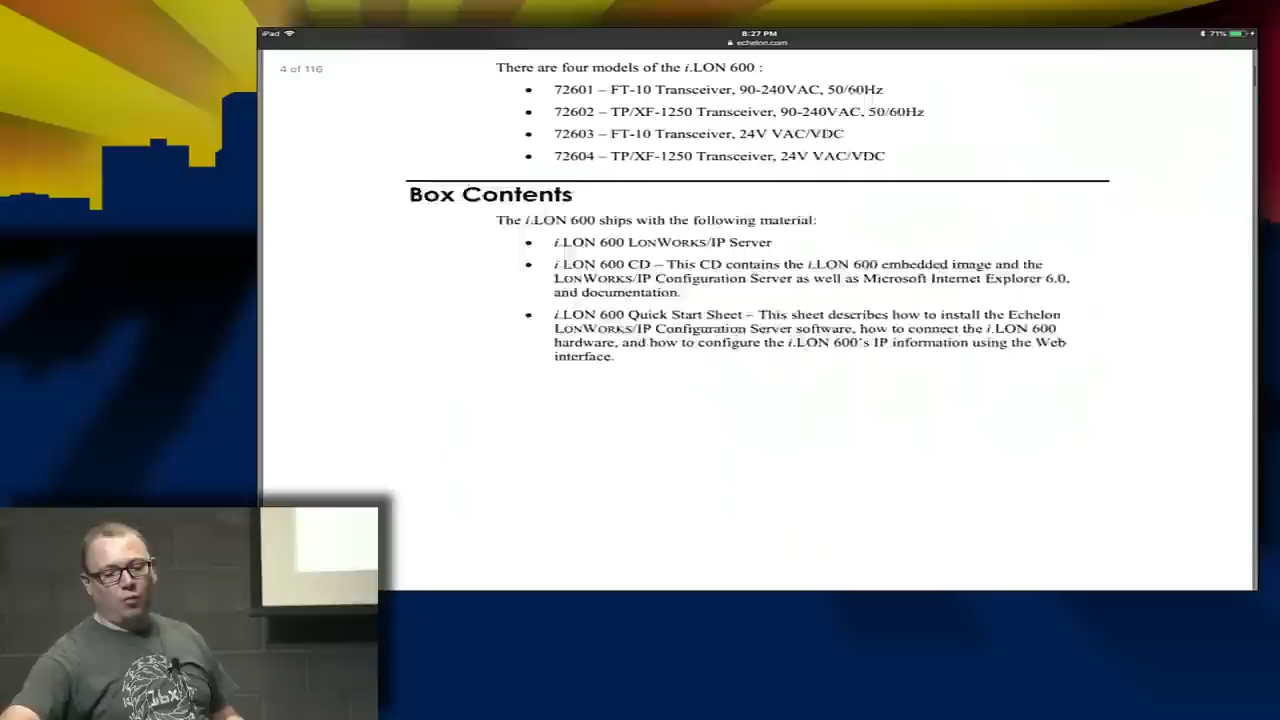 iPad
8:27 PM
71%
echelon.com
4 of 116
There are four models of the i.LON 600 :
• 72601 – FT-10 Transceiver, 90-240VAC, 50/60Hz
• 72602 – TP/XF-1250 Transceiver, 90-240VAC, 50/60Hz
• 72603 – FT-10 Transceiver, 24V VAC/VDC
• 72604 – TP/XF-1250 Transceiver, 24V VAC/VDC
Box Contents
The i.LON 600 ships with the following material:
• i.LON 600 LONWORKS/IP Server
• i.LON 600 CD – This CD contains the i.LON 600 embedded image and the
LONWORKS/IP Configuration Server as well as Microsoft Internet Explorer 6.0,
and documentation.
• i.LON 600 Quick Start Sheet – This sheet describes how to install the Echelon
LONWORKS/IP Configuration Server software, how to connect the i.LON 600
hardware, and how to configure the i.LON 600's IP information using the Web
interface.